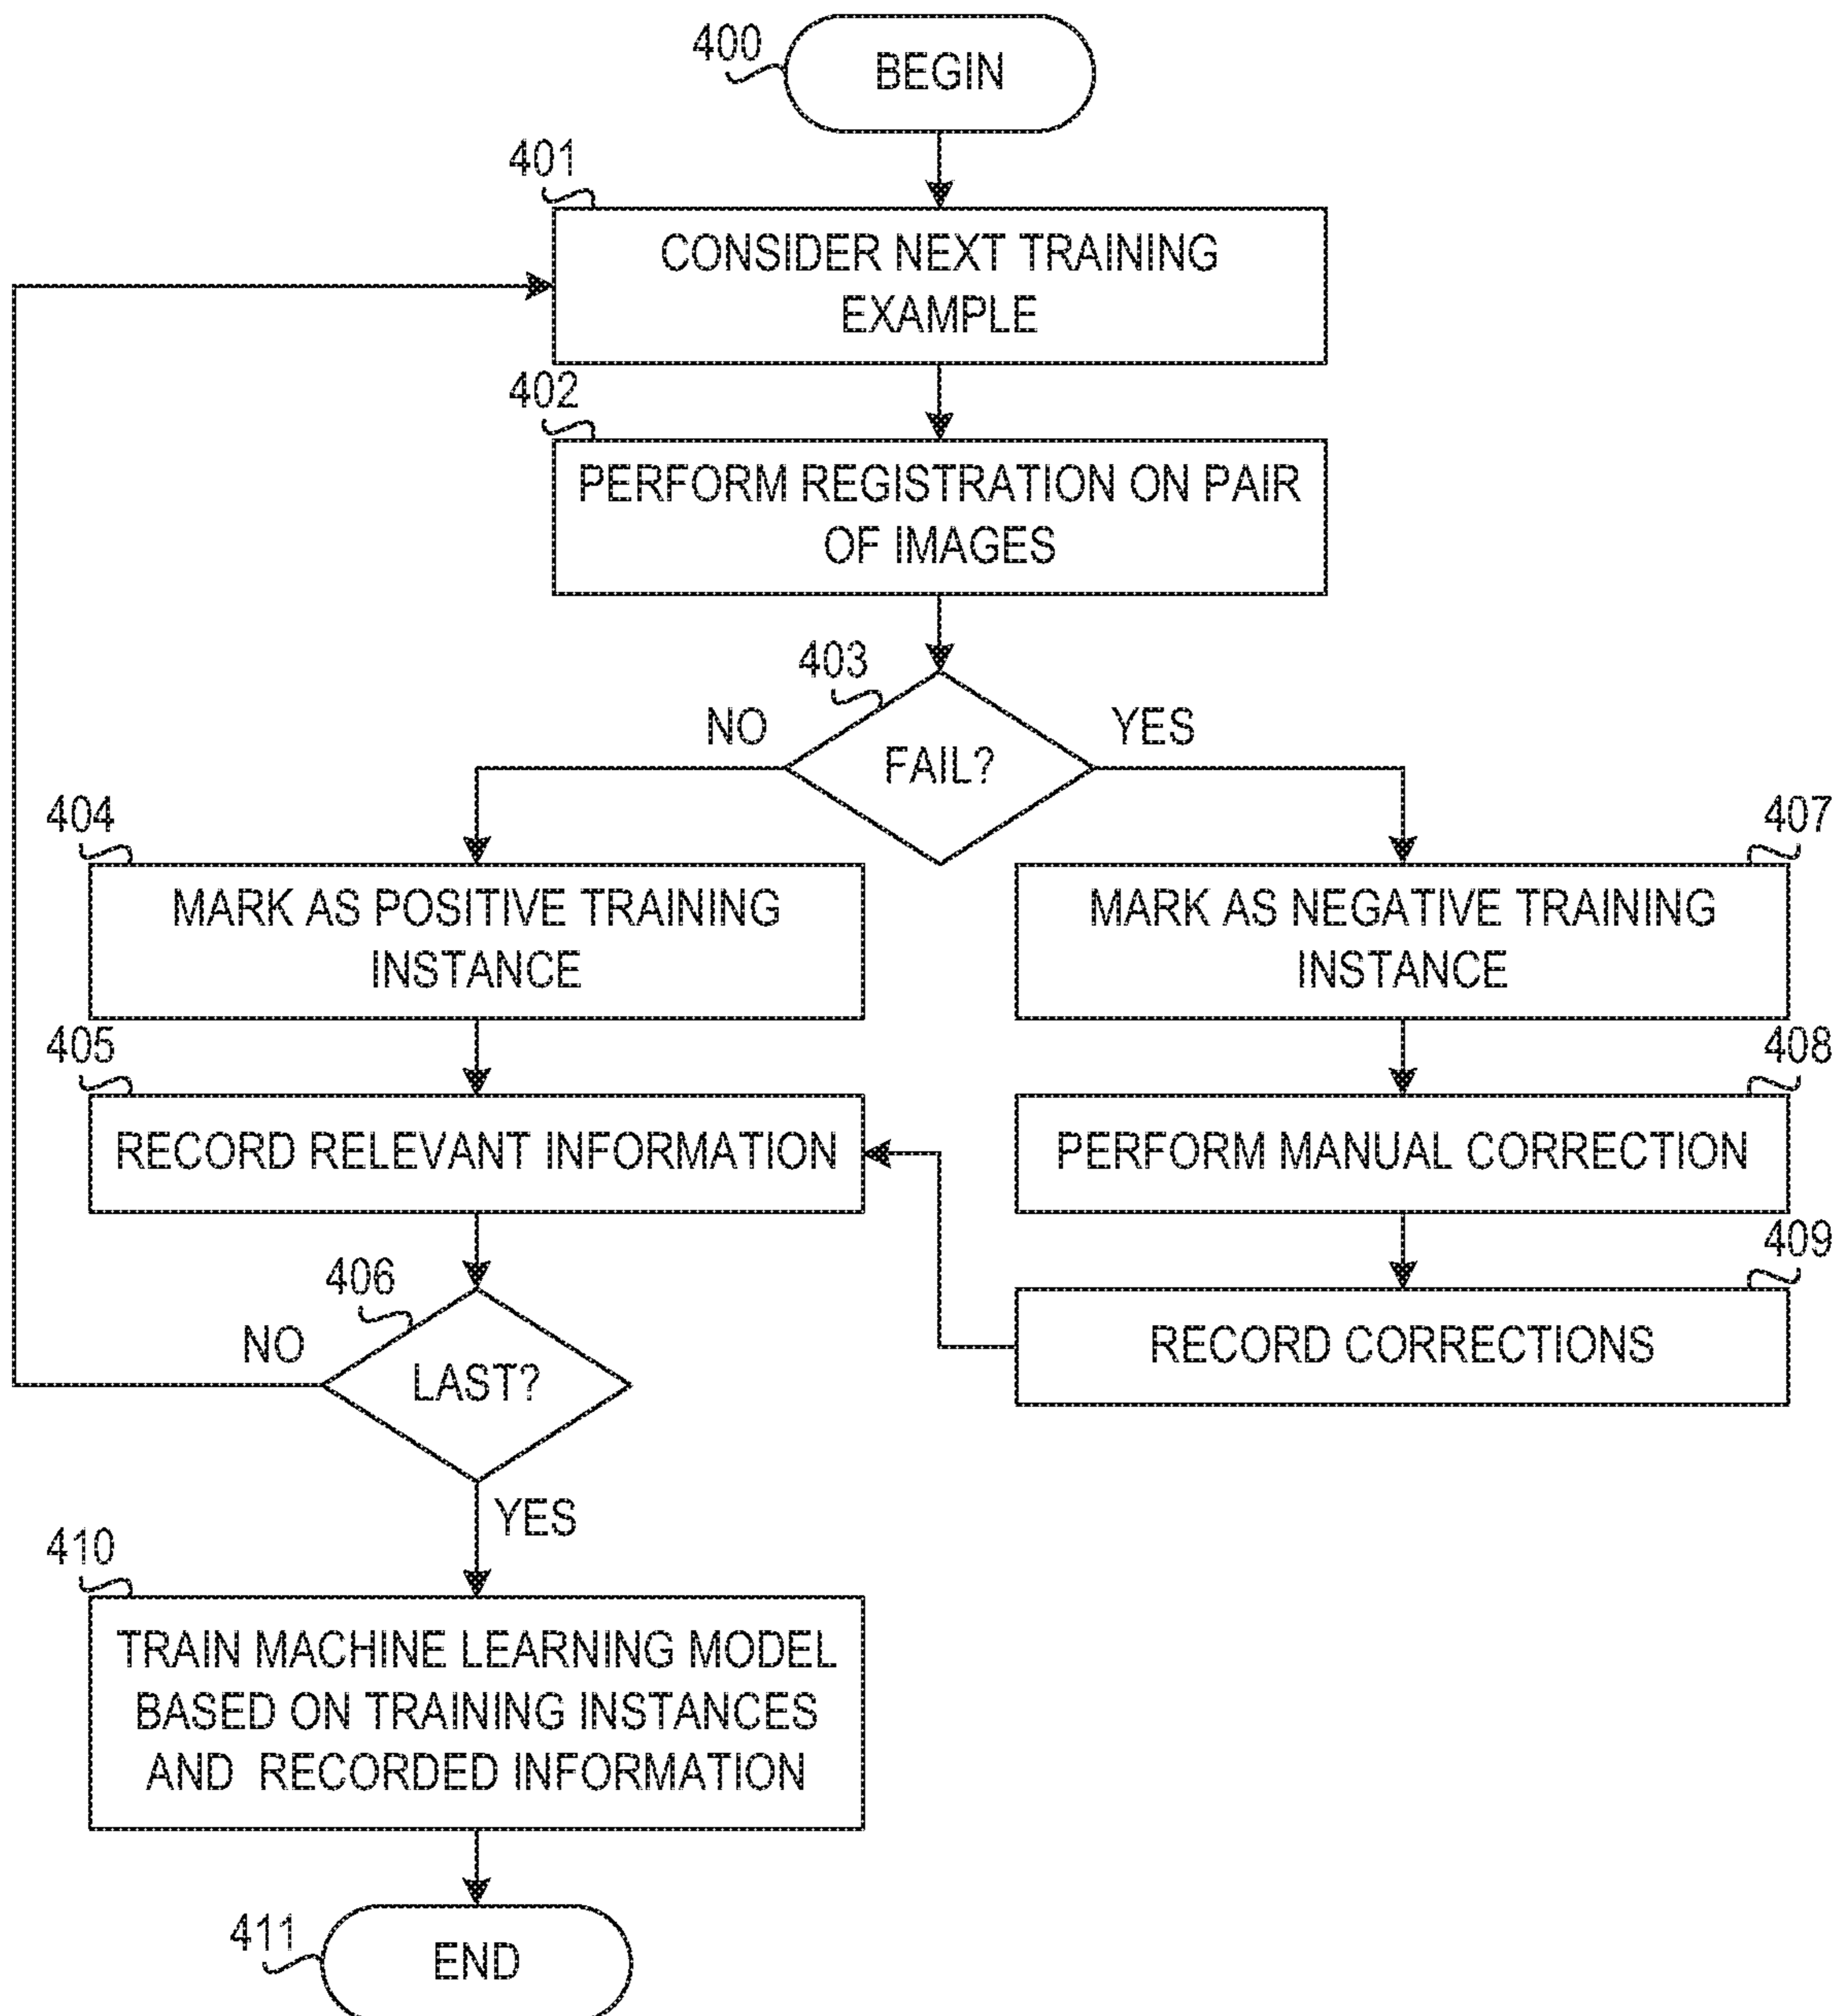 400
BEGIN
401
CONSIDER NEXT TRAINING
EXAMPLE
402
PERFORM REGISTRATION ON PAIR
OF IMAGES
403
NO
YES
FAIL?
404
MARK AS POSITIVE TRAINING
INSTANCE
407
MARK AS NEGATIVE TRAINING
INSTANCE
405
RECORD RELEVANT INFORMATION
408
PERFORM MANUAL CORRECTION
409
RECORD CORRECTIONS
406
NO
LAST?
YES
410
TRAIN MACHINE LEARNING MODEL
BASED ON TRAINING INSTANCES
AND RECORDED INFORMATION
411
END